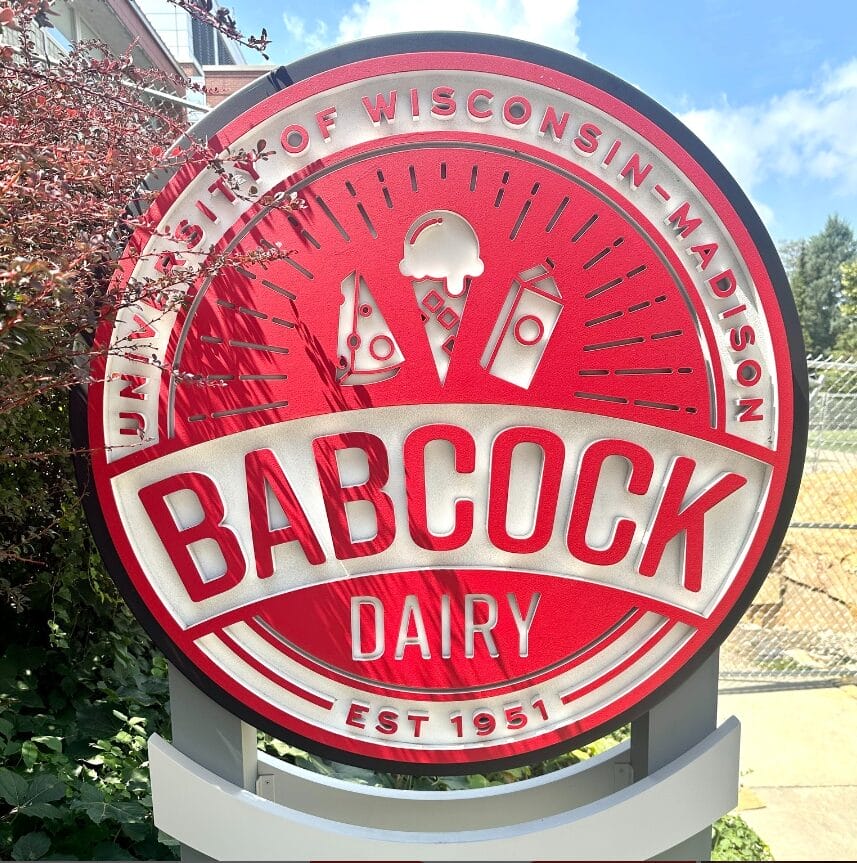 UNIVERSITY OF WISCONSIN-MADISON
BABCOCK
DAIRY
EST 1951